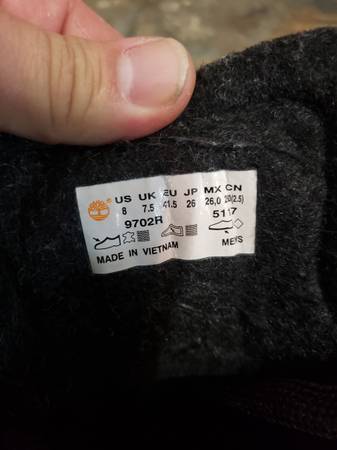 US UK EU JP MX CN
8 7.5 41.5 26 26,0 260(2.5)
9702R 5117
MADE IN VIETNAM MENS